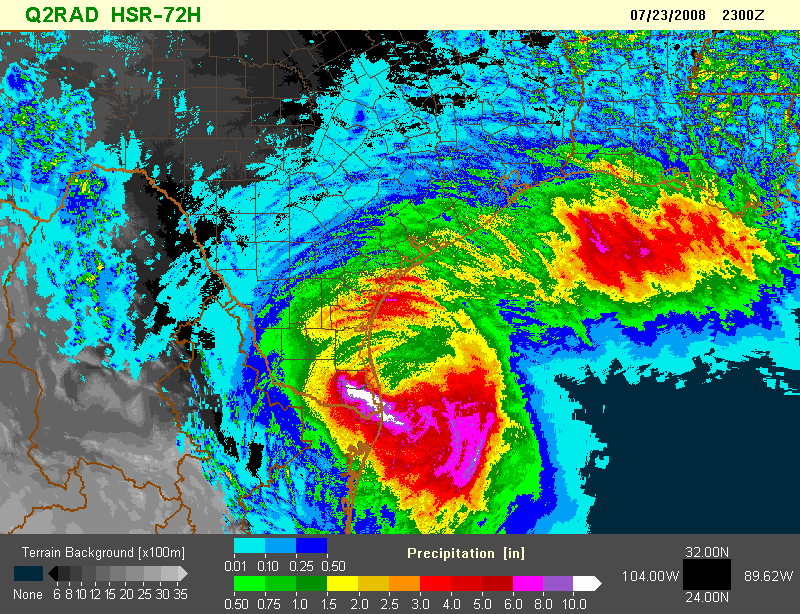 Q2RAD HSR-72H 07/23/2008 2300Z
Terrain Background [x100m]
None 6 8 10 12 15 20 25 30 35
0.01 0.10 0.25 0.50
Precipitation [in]
0.50 0.75 1.0 1.5 2.0 2.5 3.0 4.0 5.0 6.0 8.0 10.0
32.00N
104.00W 89.62W
24.00N